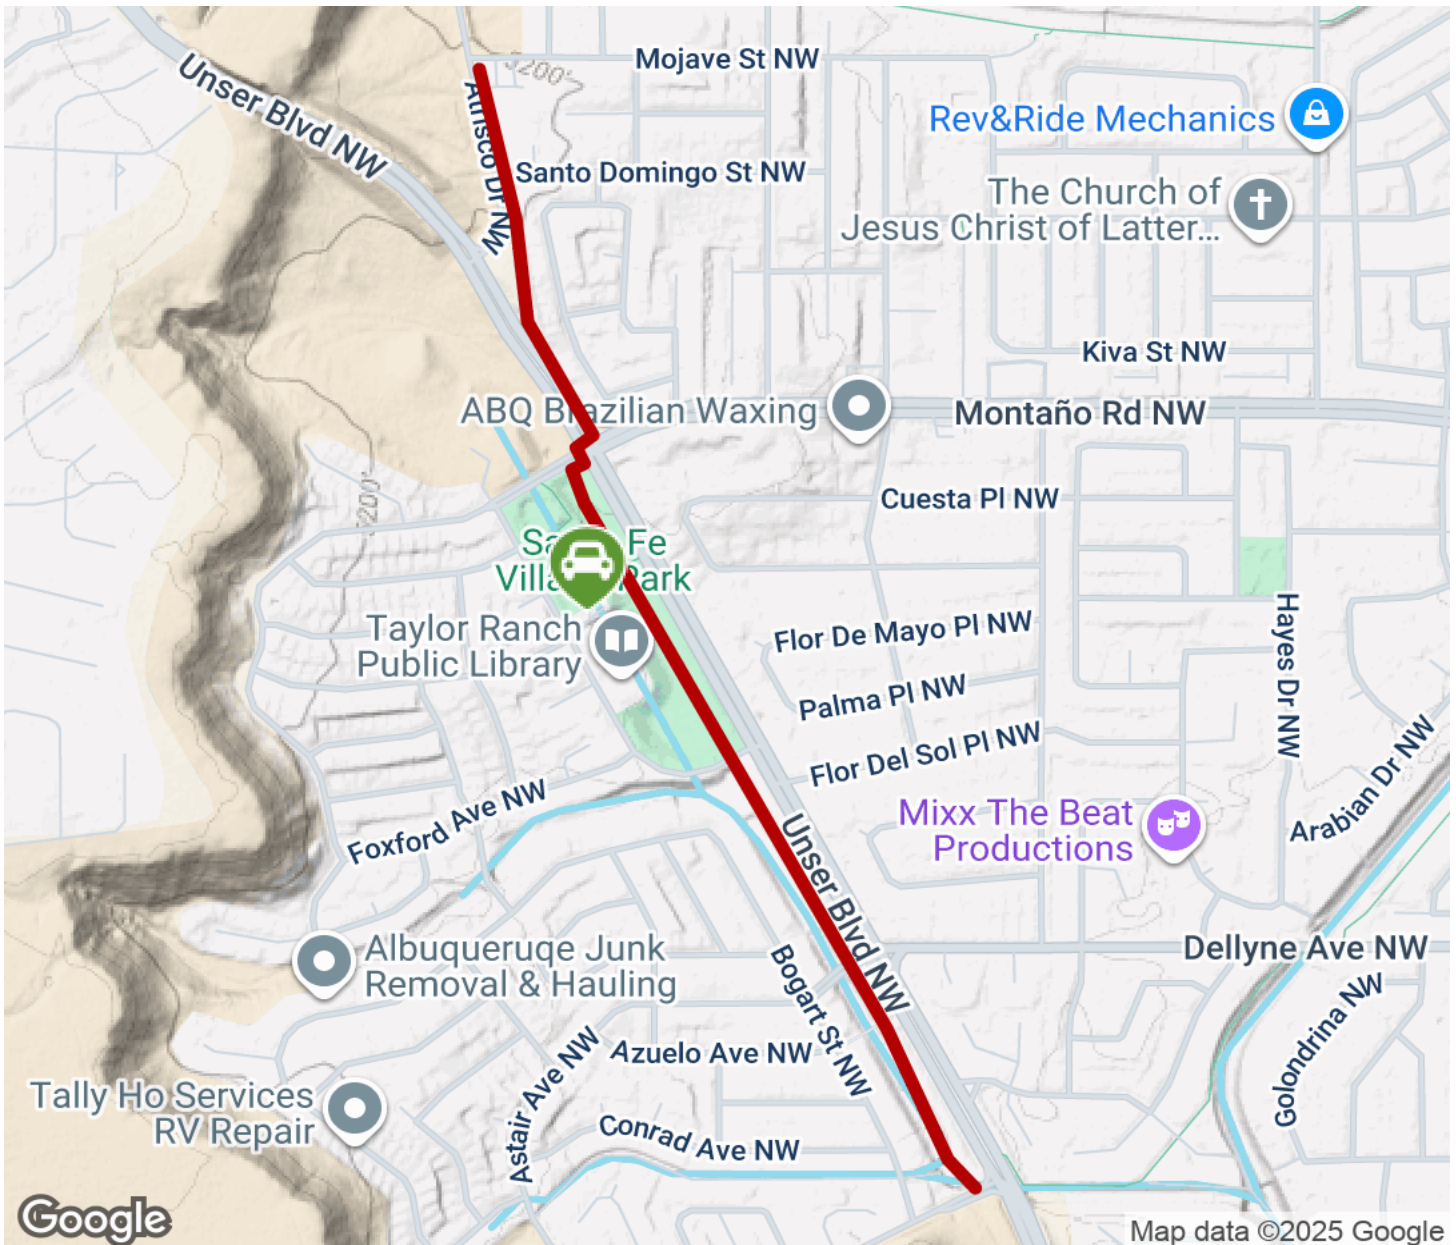 Mojave St NW
Unser Blvd NW
5200'
Atrisco Dr NW
Rev&Ride Mechanics
Santo Domingo St NW
The Church of
Jesus Christ of Latter...
Kiva St NW
ABQ Brazilian Waxing
Montaño Rd NW
5200'
Cuesta Pl NW
Taylor Ranch
Public Library
Flor De Mayo Pl NW
Hayes Dr NW
Palma Pl NW
Flor Del Sol Pl NW
Arabian Dr NW
Foxford Ave NW
Mixx The Beat
Productions
Unser Blvd NW
Albuqueruqe Junk
Removal & Hauling
Dellyne Ave NW
Bogart St NW
Azuelo Ave NW
Golondrina NW
Astair Ave NW
Tally Ho Services
RV Repair
Conrad Ave NW
Google
Map data ©2025 Google